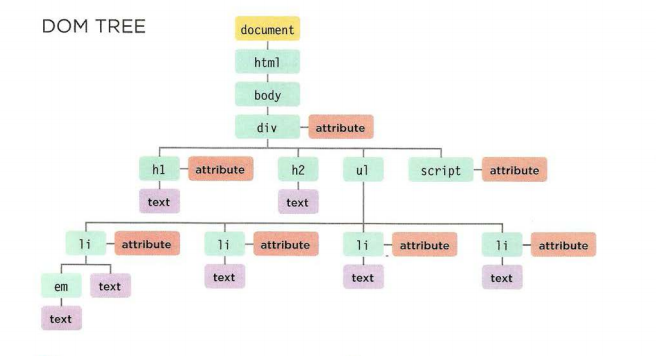 DOM TREE
document
html
body
div attribute
h1 attribute h2 ul script attribute
text text
li attribute li attribute li attribute li attribute
text text text
em text
text